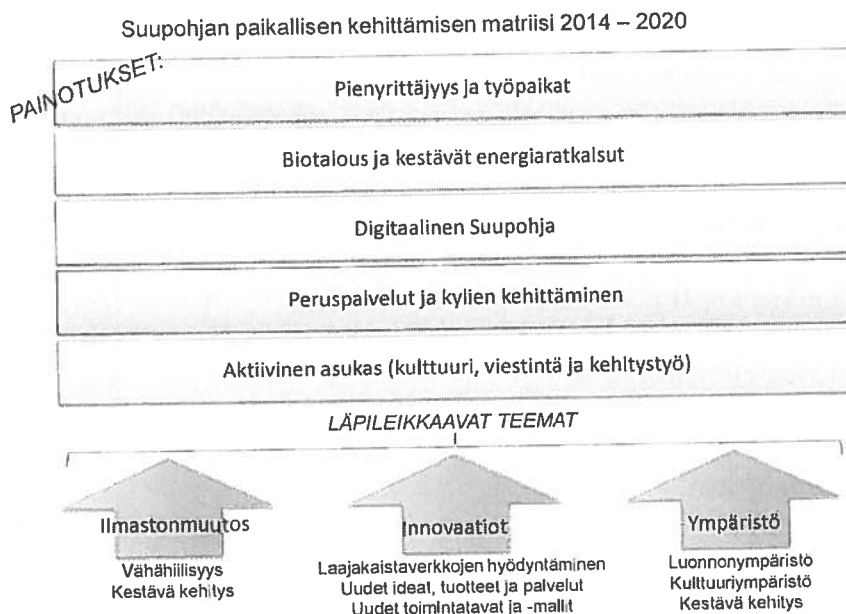 Suupohjan paikallisen kehittämisen matriisi 2014 – 2020
PAINOTUKSET:
Pienyrittäjyys ja työpaikat
Biotalous ja kestävät energiaratkaisut
Digitaalinen Suupohja
Peruspalvelut ja kylien kehittäminen
Aktiivinen asukas (kulttuuri, viestintä ja kehitystyö)
LÄPILEIKKAAVAT TEEMAT
Ilmastonmuutos
Vähähiilisyys
Kestävä kehitys
Innovaatiot
Laajakaistaverkkojen hyödyntäminen
Uudet ideat, tuotteet ja palvelut
Uudet toimintatavat ja -mallit
Ympäristö
Luonnonympäristö
Kulttuuriympäristö
Kestävä kehitys